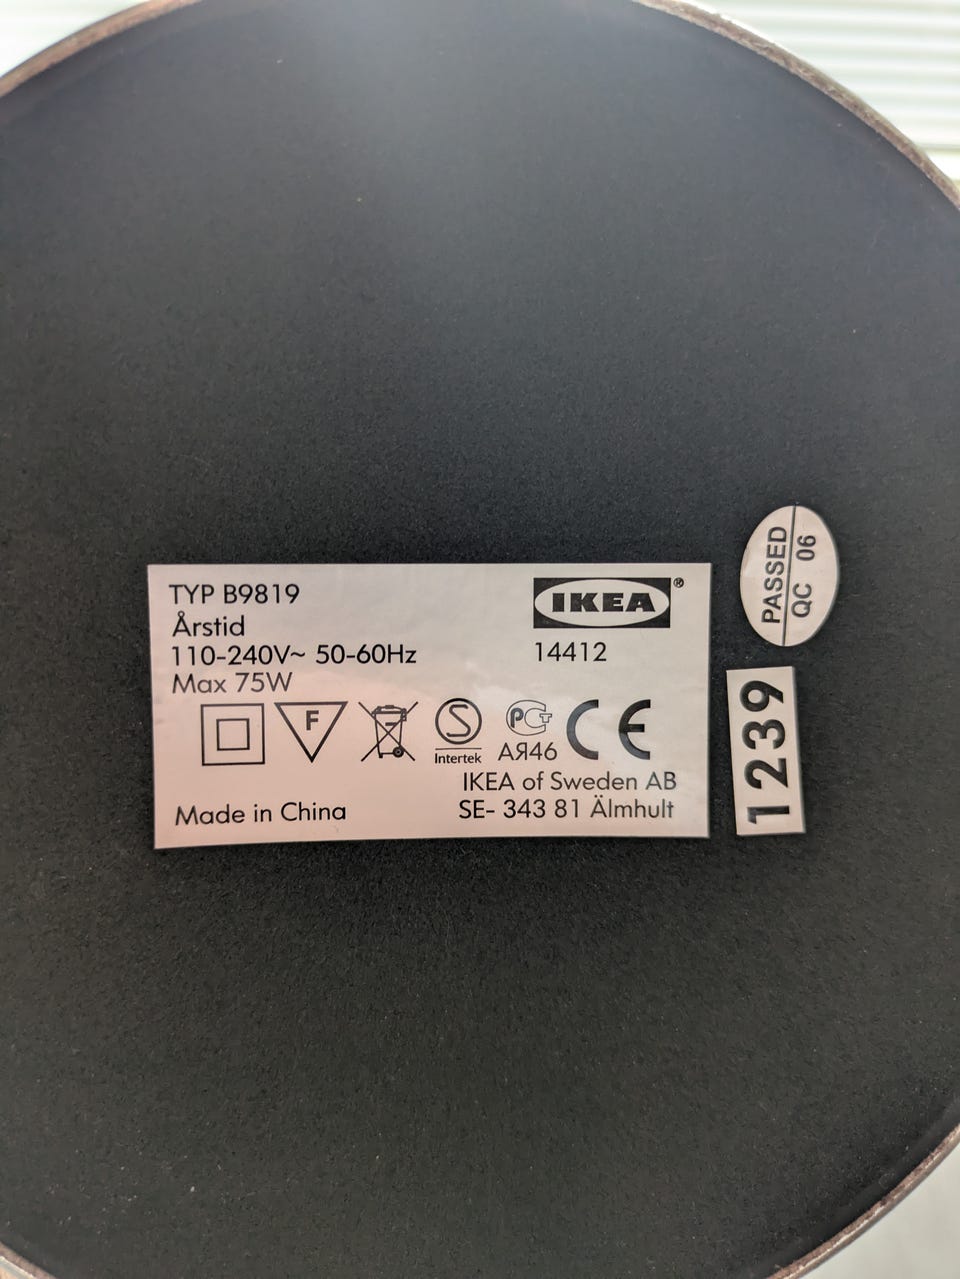 TYP B9819
Årstid
110-240V~ 50-60Hz
Max 75W
IKEA®
14412
F
S
Intertek
РСТ
АЯ46
CE
IKEA of Sweden AB
Made in China
SE- 343 81 Älmhult
PASSED
QC 06
1239